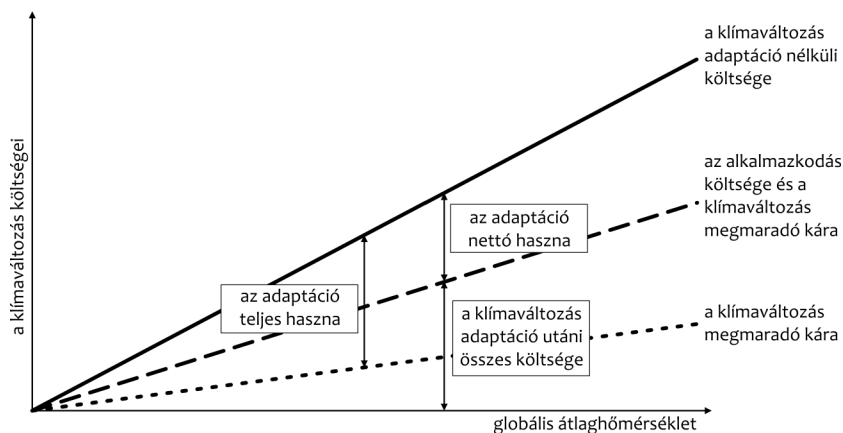 a klímaváltozás
adaptáció nélküli
költsége
az alkalmazkodás
költsége és a
klímaváltozás
megmaradó kára
az adaptáció
nettó haszna
az adaptáció
teljes haszna
a klímaváltozás
adaptáció utáni
összes költsége
a klímaváltozás
megmaradó kára
a klímaváltozás költségei
globális átlaghőmérséklet